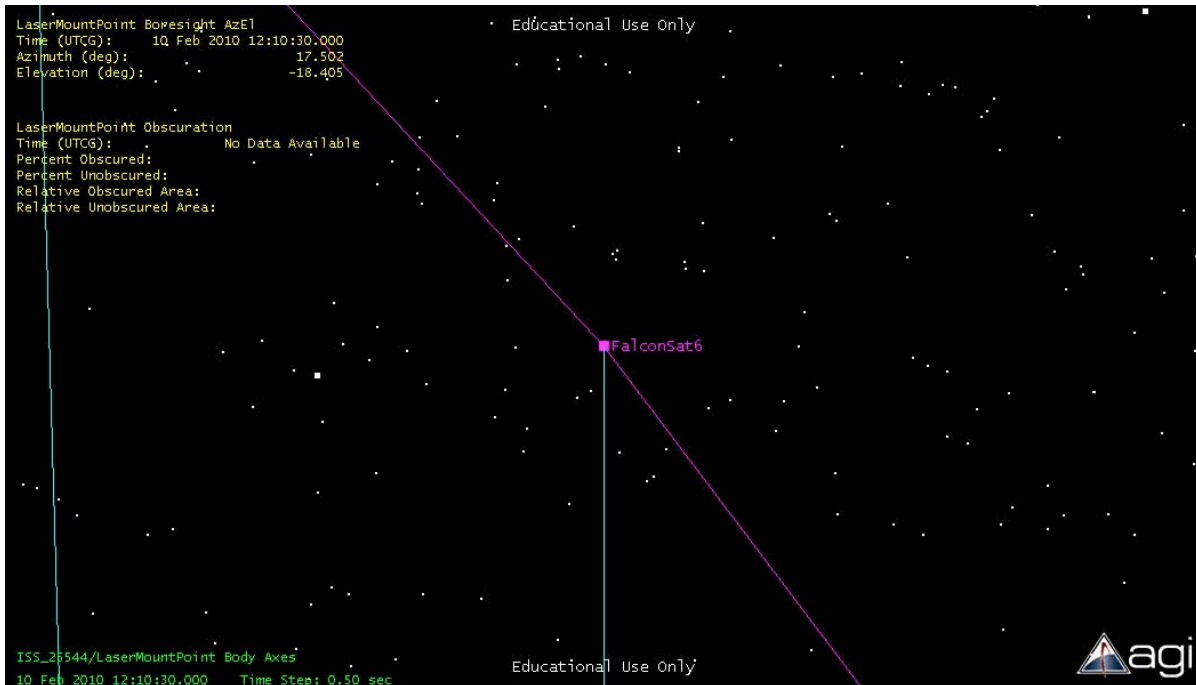 LaserMountPoint Boresight AzEl
Educational Use Only
Time (UTCG): 10 Feb 2010 12:10:30.000
Azimuth (deg): 17.502
Elevation (deg): -18.405
LaserMountPoint Obscuration
Time (UTCG): No Data Available
Percent Obscured:
Percent Unobscured:
Relative Obscured Area:
Relative Unobscured Area:
FalconSat6
ISS_25544/LaserMountPoint Body Axes
Educational Use Only
10 Feb 2010 12:10:30.000 Time Step: 0.50 sec
agi